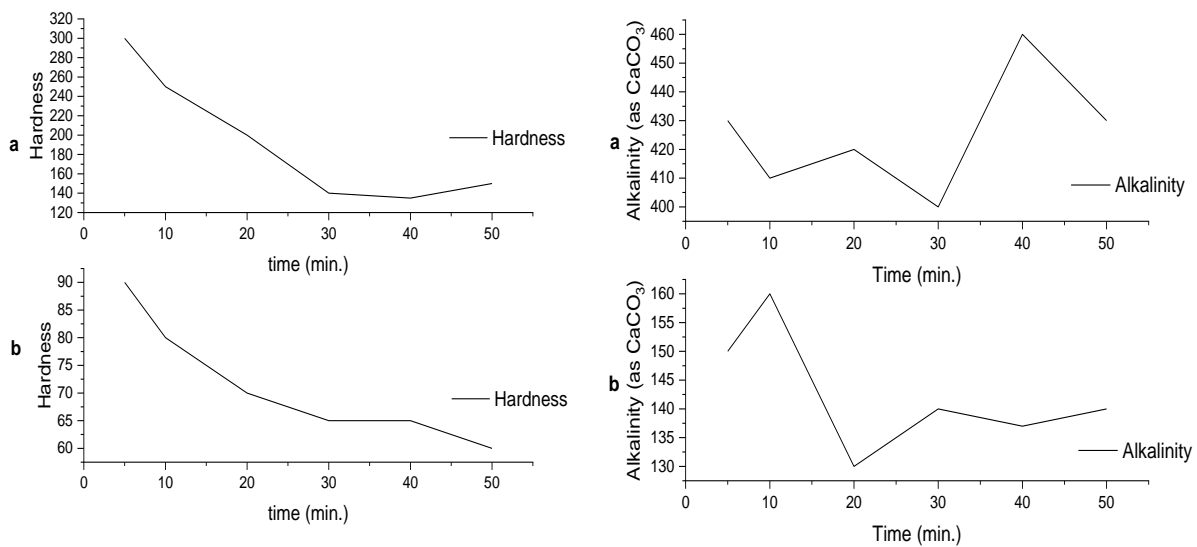 320
300
280
260
240
220
200
180
160
140
120
Hardness
a
Hardness
0 10 20 30 40 50
time (min.)
90
85
80
75
70
65
60
Hardness
b
Hardness
0 10 20 30 40 50
time (min.)
460
450
440
430
420
410
400
Alkalinity (as CaCO₃)
a
Alkalinity
0 10 20 30 40 50
Time (min.)
160
155
150
145
140
135
130
Alkalinity (as CaCO₃)
b
Alkalinity
0 10 20 30 40 50
Time (min.)